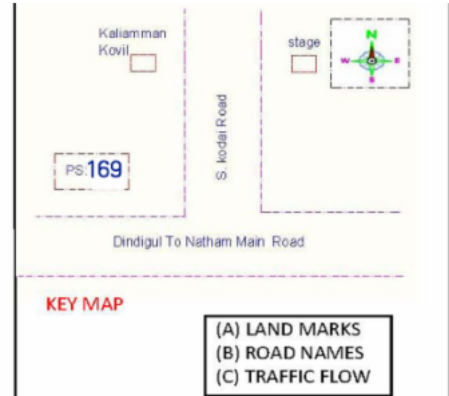 Kaliamman
Kovil
stage
N
W
E
S
S. kodai Road
PS:169
Dindigul To Natham Main Road
KEY MAP
(A) LAND MARKS
(B) ROAD NAMES
(C) TRAFFIC FLOW